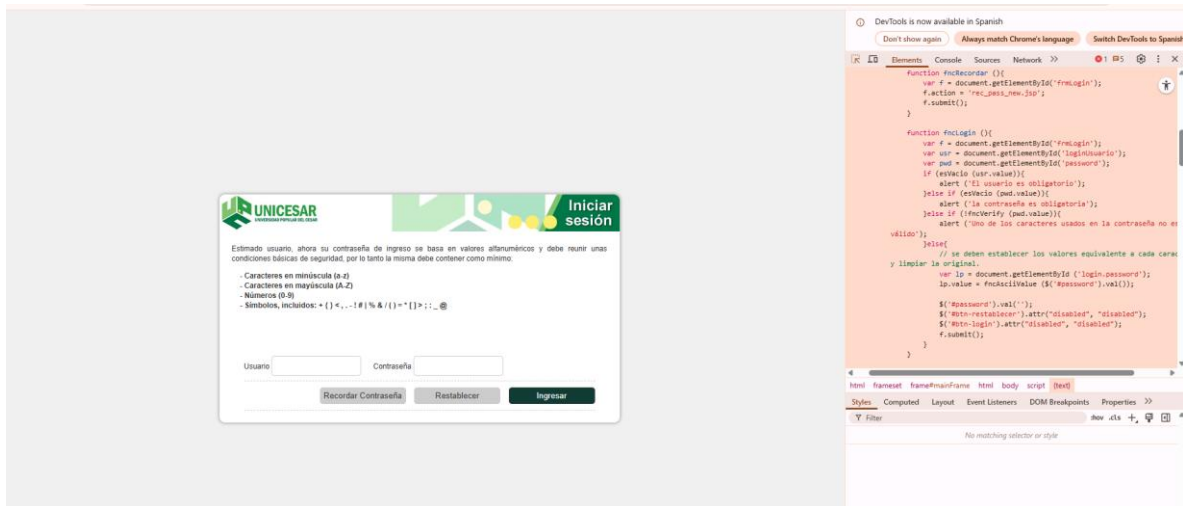 UNICESAR
UNIVERSIDAD POPULAR DEL CESAR
Iniciar
sesión
Estimado usuario, ahora su contraseña de ingreso se basa en valores alfanuméricos y debe reunir unas
condiciones básicas de seguridad, por lo tanto la misma debe contener como mínimo:
- Caracteres en minúscula (a-z)
- Caracteres en mayúscula (A-Z)
- Números (0-9)
- Símbolos, incluidos: + { } < , . - ! # | % & / ( ) = * [ ] > ; : _ @
Usuario
Contraseña
Recordar Contraseña
Restablecer
Ingresar
DevTools is now available in Spanish
Don't show again
Always match Chrome's language
Switch DevTools to Spanish
Elements Console Sources Network >> 1 5
function fncRecordar (){
var f = document.getElementById('frmLogin');
f.action = 'rec_pass_new.jsp';
f.submit();
}
function fncLogin (){
var f = document.getElementById('frmLogin');
var usr = document.getElementById('loginUsuario');
var pwd = document.getElementById('password');
if (esVacio (usr.value)){
alert ('El usuario es obligatorio');
}else if (esVacio (pwd.value)){
alert ('la contraseña es obligatoria');
}else if (!fncVerify (pwd.value)){
alert ('Uno de los caracteres usados en la contraseña no es
válido');
}else{
// se deben establecer los valores equivalente a cada carac
y limpiar la original.
var lp = document.getElementById ('login.password');
lp.value = fncAsciiValue ($('#password').val());
$('#password').val('');
$('#btn-restablecer').attr("disabled", "disabled");
$('#btn-login').attr("disabled", "disabled");
f.submit();
}
}
html frameset frame#mainFrame html body script (text)
Styles Computed Layout Event Listeners DOM Breakpoints Properties >>
Filter :hov .cls +
No matching selector or style